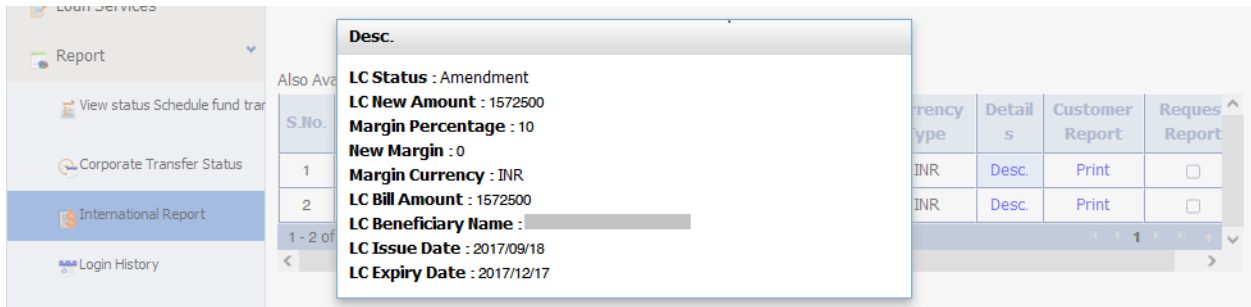 Loan Services
Report
View status Schedule fund tran
Corporate Transfer Status
International Report
Login History
Also Ava
S.No.
Desc.
LC Status : Amendment
LC New Amount : 1572500
Margin Percentage : 10
New Margin : 0
Margin Currency : INR
LC Bill Amount : 1572500
LC Beneficiary Name :
LC Issue Date : 2017/09/18
LC Expiry Date : 2017/12/17
rrency Type Details Customer Report Reques Report
1 INR Desc. Print
2 INR Desc. Print
1 - 2 of
1